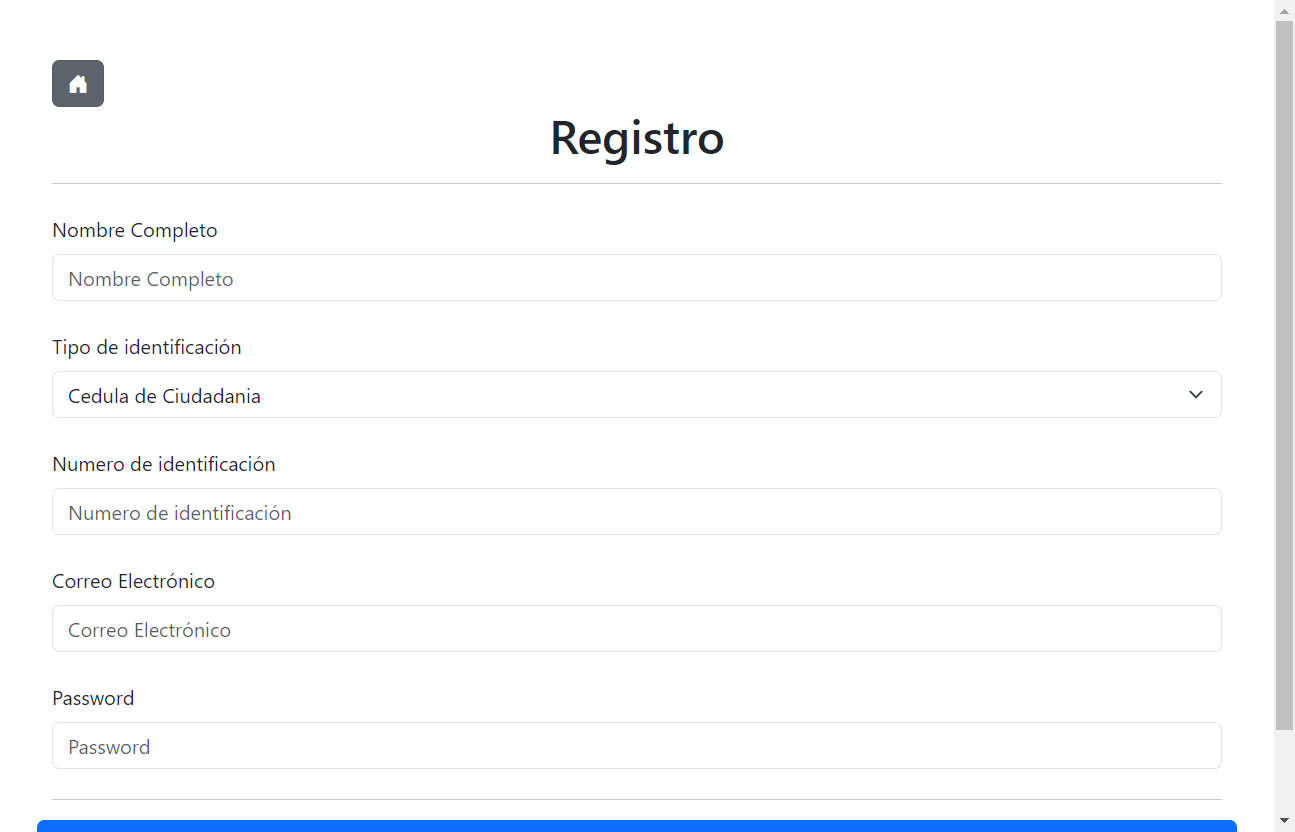 Registro
Nombre Completo
Nombre Completo
Tipo de identificación
Cedula de Ciudadania
Numero de identificación
Numero de identificación
Correo Electrónico
Correo Electrónico
Password
Password